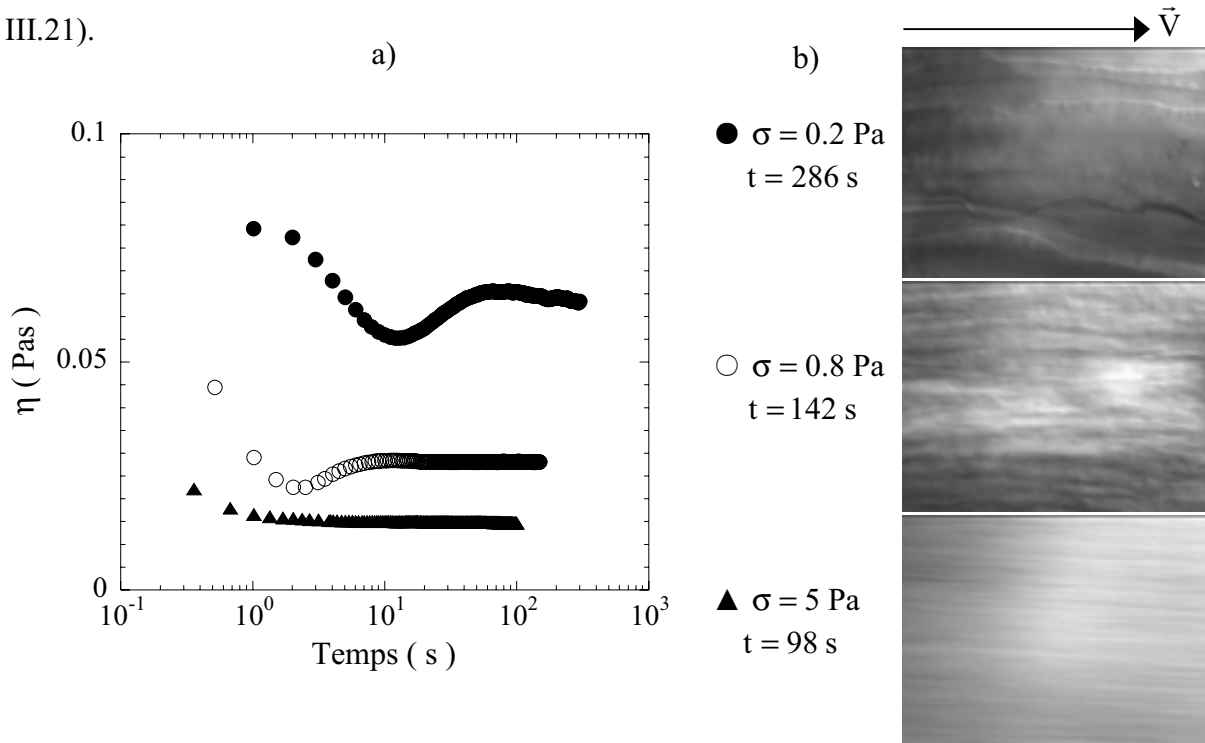 III.21).
a)
b)
V
0.1
0.05
0
η ( Pas )
10-1
100
101
102
103
Temps ( s )
σ = 0.2 Pa
t = 286 s
σ = 0.8 Pa
t = 142 s
σ = 5 Pa
t = 98 s